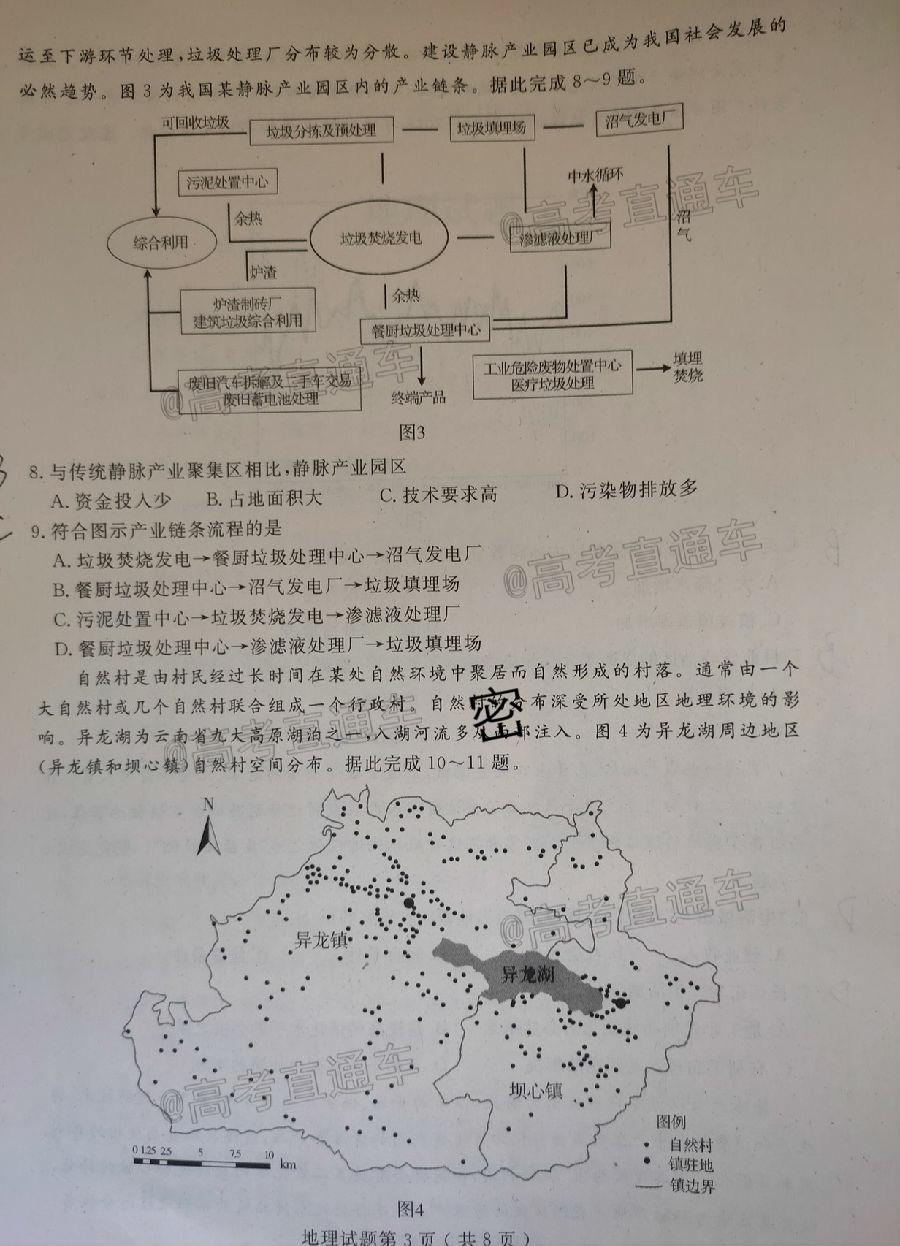 运至下游环节处理,垃圾处理厂分布较为分散。建设静脉产业园区已成为我国社会发展的
必然趋势。图3为我国某静脉产业园区内的产业链条。据此完成8～9题。
可回收垃圾
垃圾分拣及预处理
垃圾填埋场
沼气发电厂
污泥处置中心
中水循环
余热
沼气
综合利用
垃圾焚烧发电
渗滤液处理厂
炉渣
余热
炉渣制砖厂
建筑垃圾综合利用
餐厨垃圾处理中心
工业危险废物处置中心
医疗垃圾处理
填埋
焚烧
废旧汽车拆解及二手车交易
废旧蓄电池处理
终端产品
图3
8.与传统静脉产业聚集区相比,静脉产业园区
A.资金投入少 B.占地面积大 C.技术要求高 D.污染物排放多
9.符合图示产业链条流程的是
A.垃圾焚烧发电→餐厨垃圾处理中心→沼气发电厂
B.餐厨垃圾处理中心→沼气发电厂→垃圾填埋场
C.污泥处置中心→垃圾焚烧发电→渗滤液处理厂
D.餐厨垃圾处理中心→渗滤液处理厂→垃圾填埋场
自然村是由村民经过长时间在某处自然环境中聚居而自然形成的村落。通常由一个
大自然村或几个自然村联合组成一个行政村。自然 密 分布深受所处地区地理环境的影
响。异龙湖为云南省九大高原湖泊之一,入湖河流多 西部注入。图4为异龙湖周边地区
(异龙镇和坝心镇)自然村空间分布。据此完成10～11题。
N
异龙镇
异龙湖
坝心镇
图例
自然村
镇驻地
镇边界
0 1.25 2.5 5 7.5 10 km
图4
地理试题第3页(共8页)
@高考直通车
@高考直通车
@高考直通车
@高考直通车
@高考直通车
@高考直通车